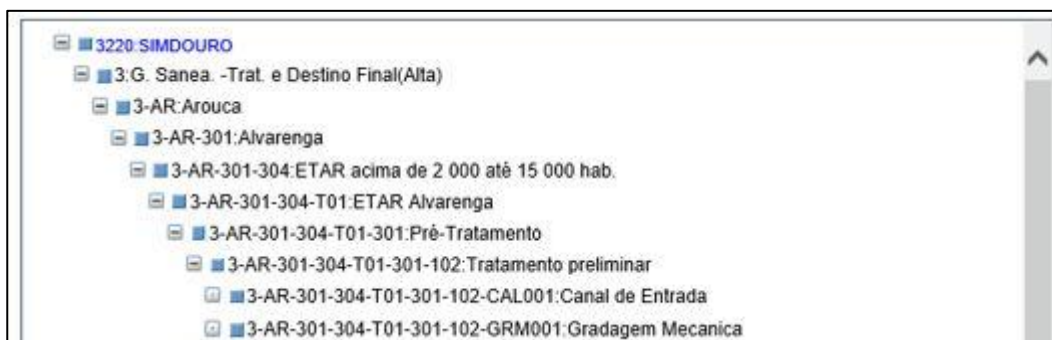 3220:SIMDOURO
3:G. Sanea. -Trat. e Destino Final(Alta)
3-AR:Arouca
3-AR-301:Alvarenga
3-AR-301-304:ETAR acima de 2 000 até 15 000 hab.
3-AR-301-304-T01:ETAR Alvarenga
3-AR-301-304-T01-301:Pré-Tratamento
3-AR-301-304-T01-301-102:Tratamento preliminar
3-AR-301-304-T01-301-102-CAL001:Canal de Entrada
3-AR-301-304-T01-301-102-GRM001:Gradagem Mecanica